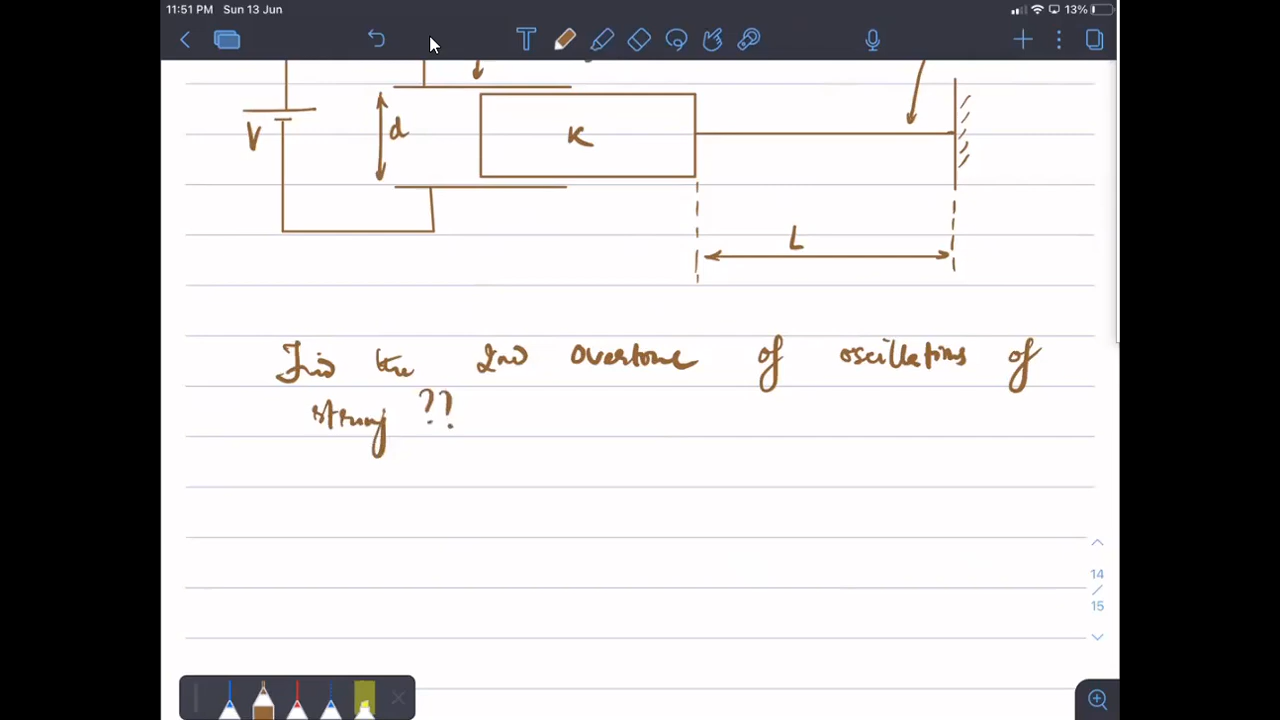 11:51 PM Sun 13 Jun
13%
T
V
d
K
L
Find the 2nd overtone of oscillations of
string ??
14
/
15